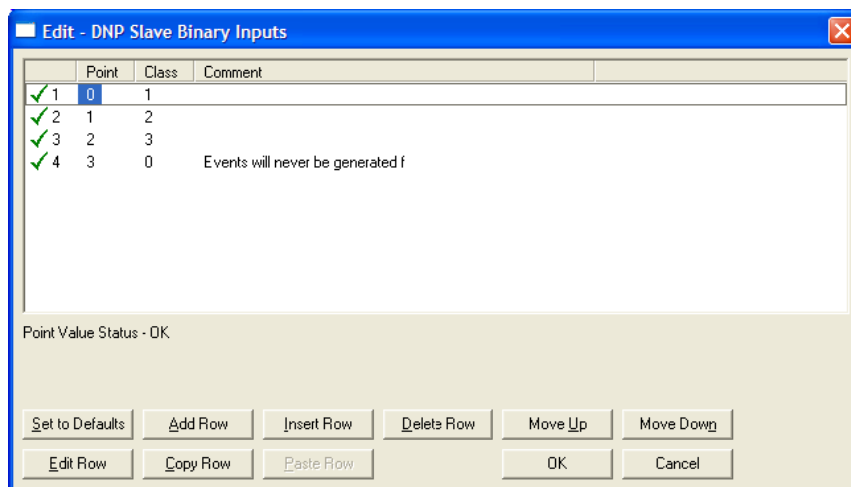 Edit - DNP Slave Binary Inputs
Point Class Comment
1 0 1
2 1 2
3 2 3
4 3 0 Events will never be generated f
Point Value Status - OK
Set to Defaults Add Row Insert Row Delete Row Move Up Move Down
Edit Row Copy Row Paste Row OK Cancel